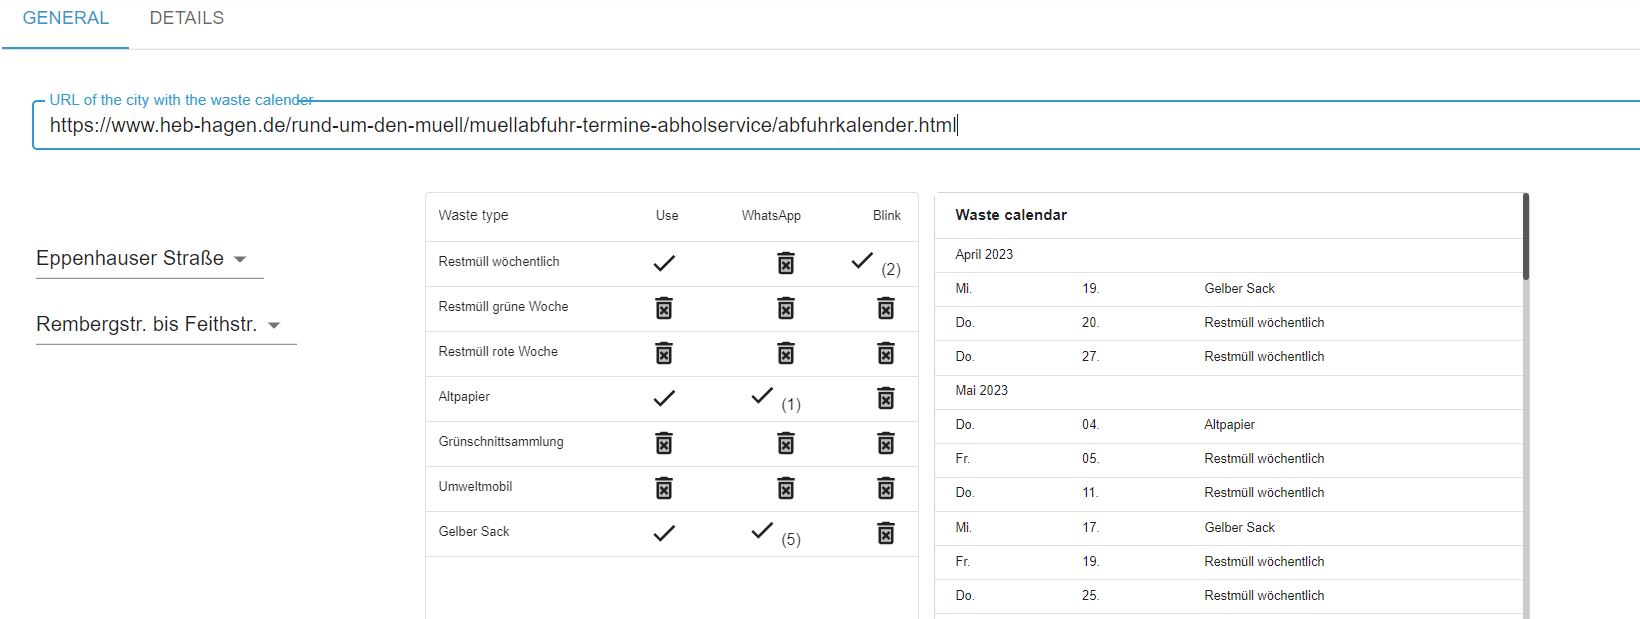 GENERAL DETAILS
URL of the city with the waste calender
https://www.heb-hagen.de/rund-um-den-muell/muellabfuhr-termine-abholservice/abfuhrkalender.html
Eppenhauser Straße
Rembergstr. bis Feithstr.
Waste type Use WhatsApp Blink
Restmüll wöchentlich (2)
Restmüll grüne Woche
Restmüll rote Woche
Altpapier (1)
Grünschnittsammlung
Umweltmobil
Gelber Sack (5)
Waste calendar
April 2023
Mi. 19. Gelber Sack
Do. 20. Restmüll wöchentlich
Do. 27. Restmüll wöchentlich
Mai 2023
Do. 04. Altpapier
Fr. 05. Restmüll wöchentlich
Do. 11. Restmüll wöchentlich
Mi. 17. Gelber Sack
Fr. 19. Restmüll wöchentlich
Do. 25. Restmüll wöchentlich